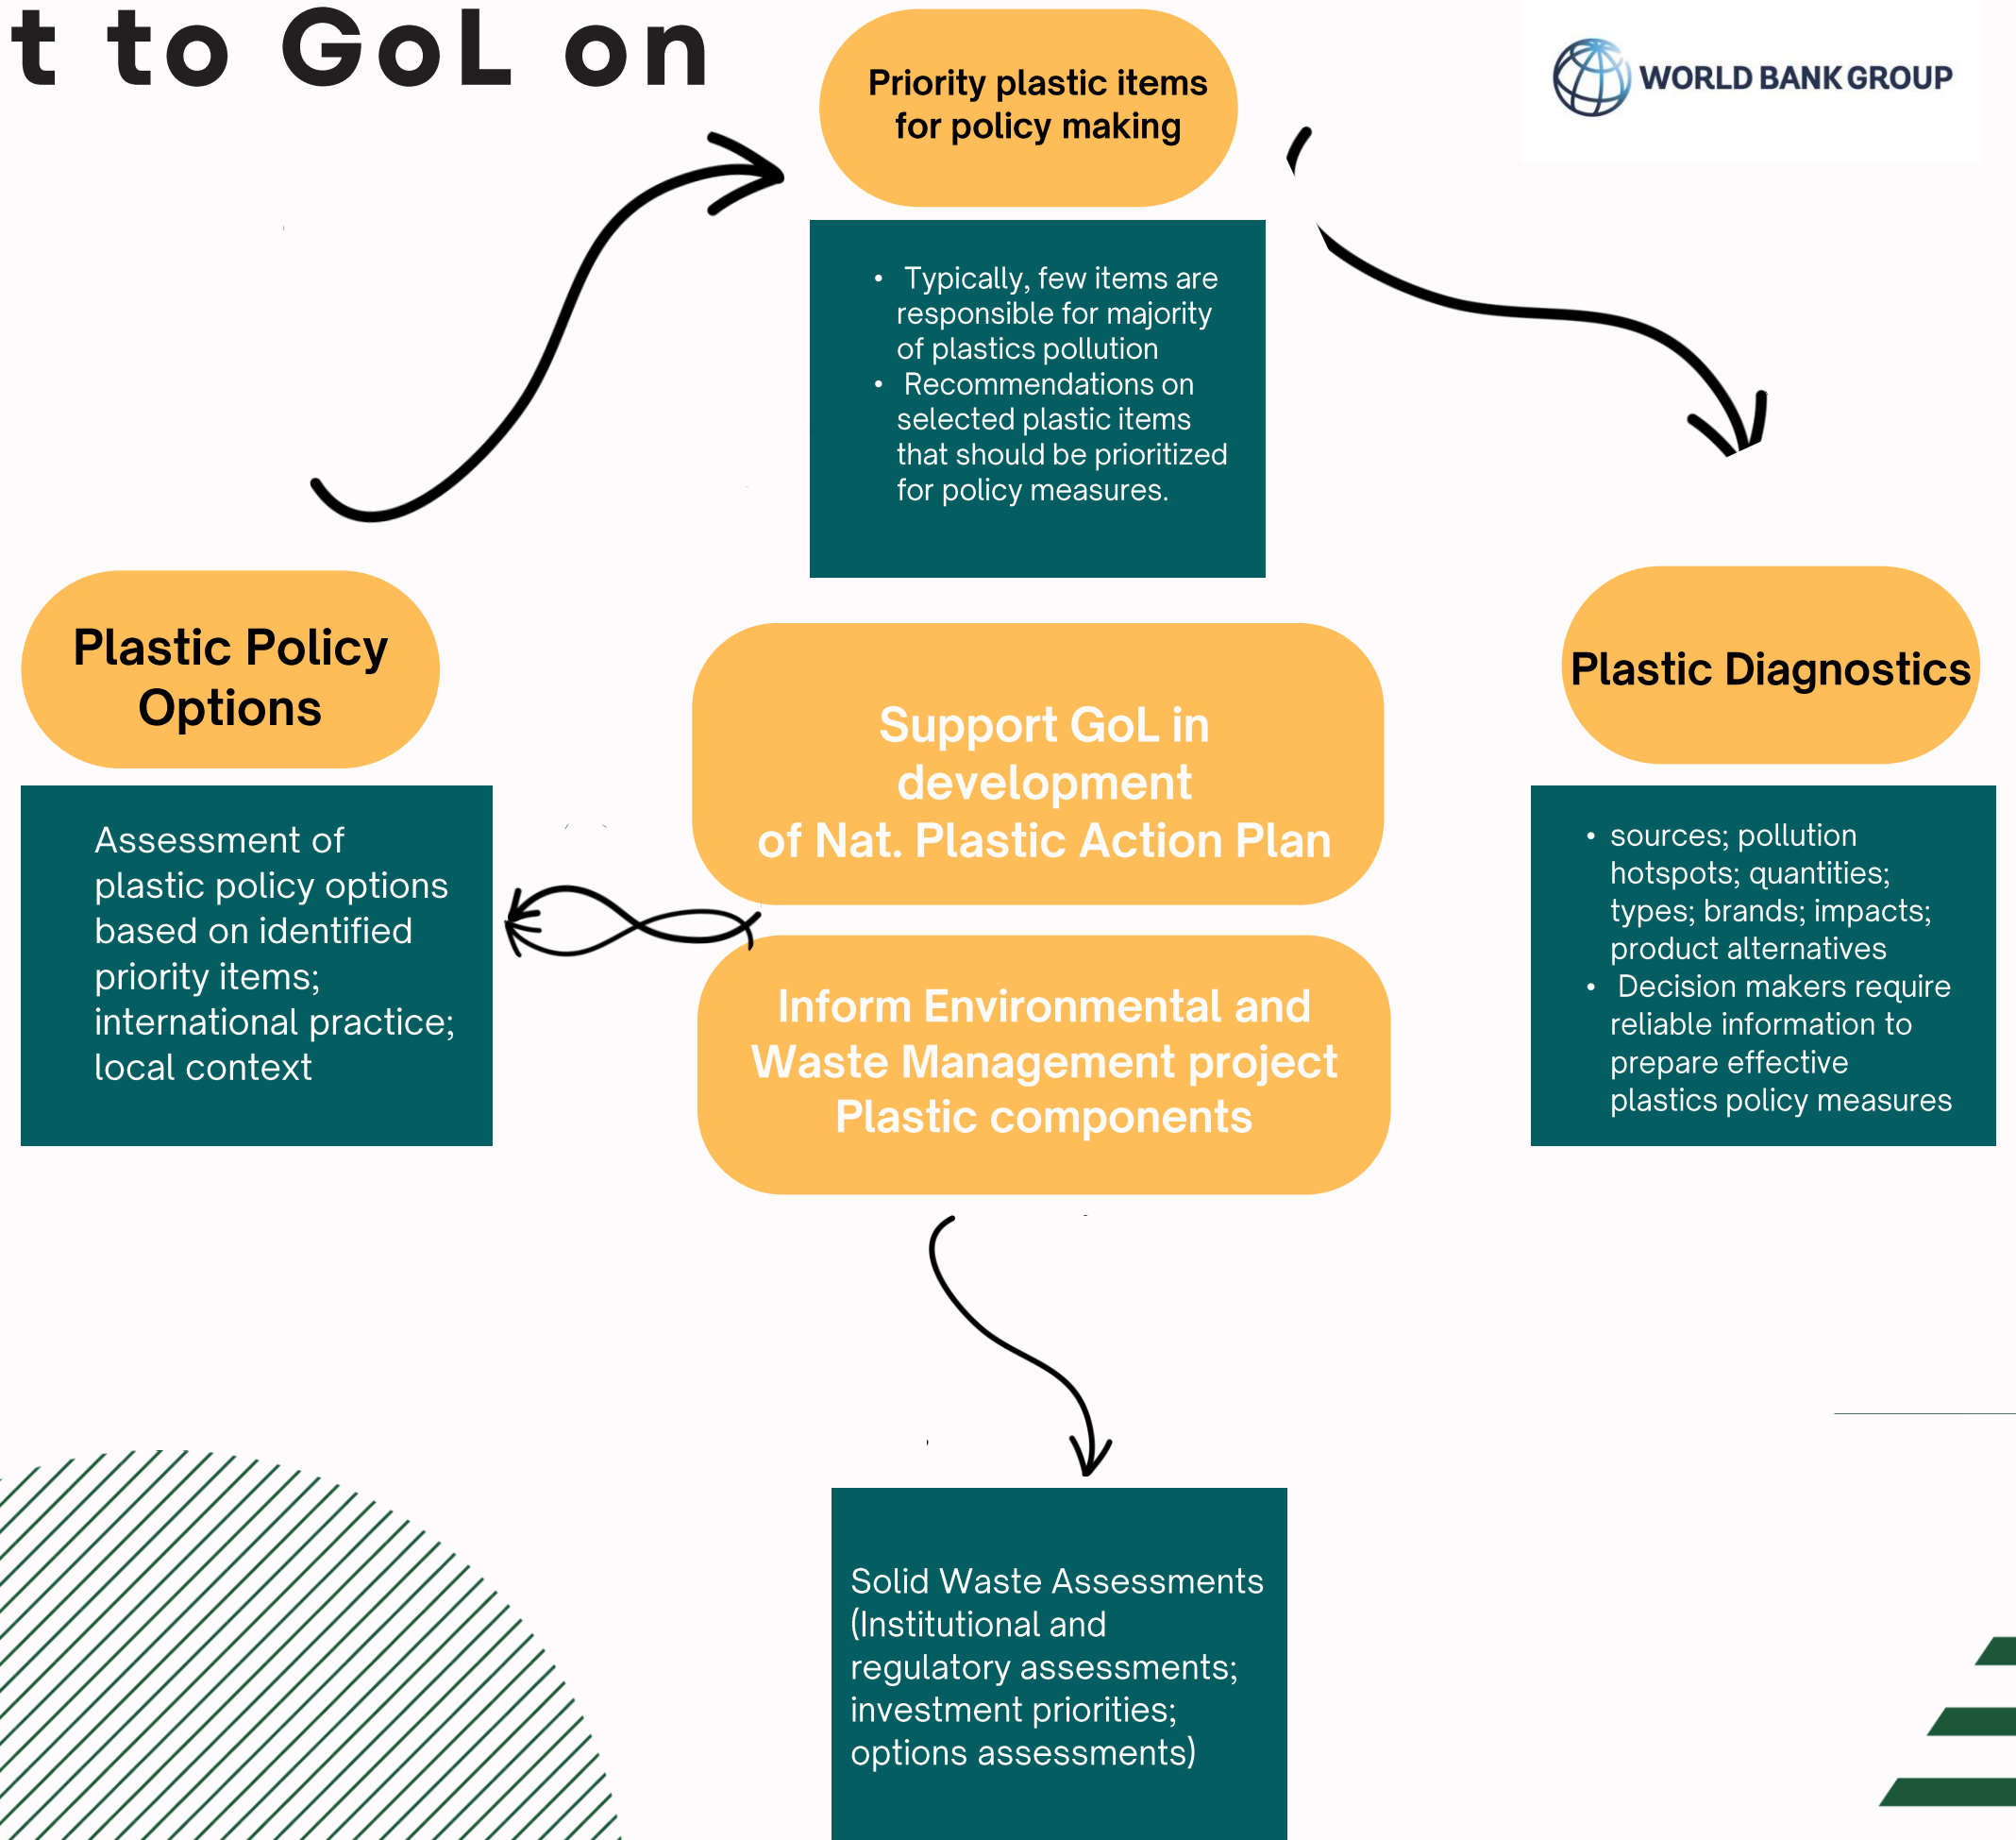 t to GoL on
WORLD BANK GROUP
Priority plastic items
for policy making
• Typically, few items are
responsible for majority
of plastics pollution
• Recommendations on
selected plastic items
that should be prioritized
for policy measures.
Plastic Policy
Options
Assessment of
plastic policy options
based on identified
priority items;
international practice;
local context
Support GoL in
development
of Nat. Plastic Action Plan
Inform Environmental and
Waste Management project
Plastic components
Plastic Diagnostics
• sources; pollution
hotspots; quantities;
types; brands; impacts;
product alternatives
• Decision makers require
reliable information to
prepare effective
plastics policy measures
Solid Waste Assessments
(Institutional and
regulatory assessments;
investment priorities;
options assessments)